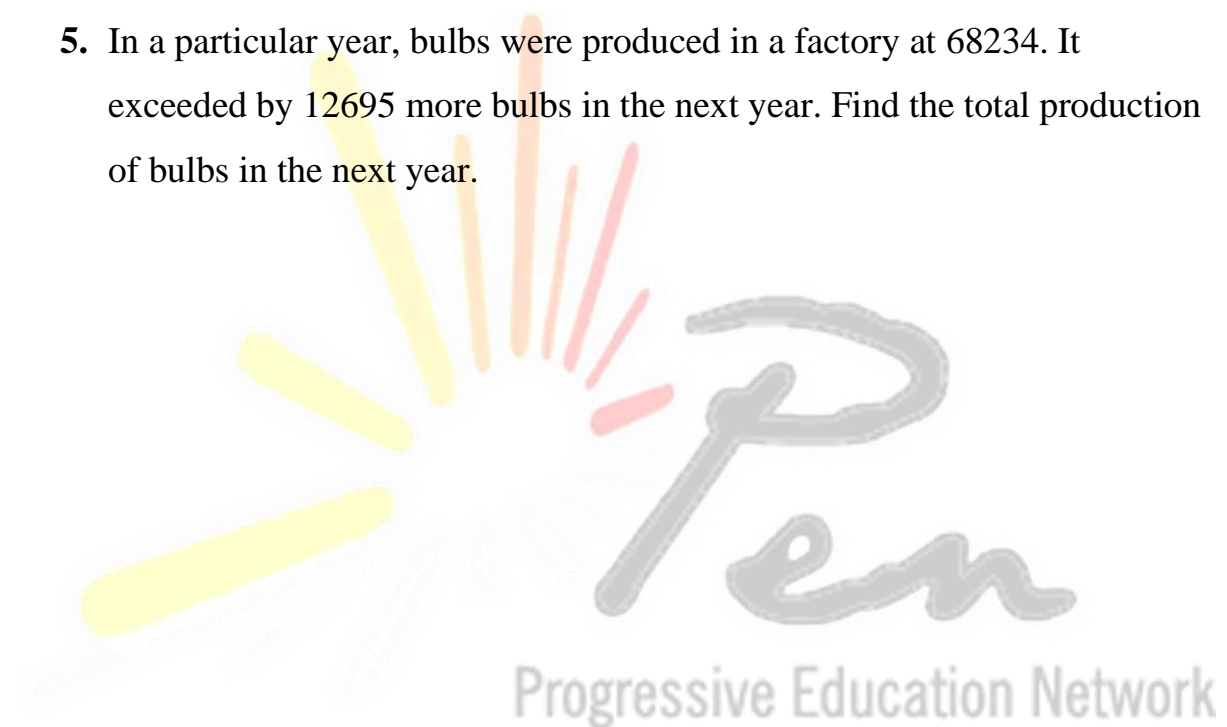 5. In a particular year, bulbs were produced in a factory at 68234. It
exceeded by 12695 more bulbs in the next year. Find the total production
of bulbs in the next year.
Pen
Progressive Education Network